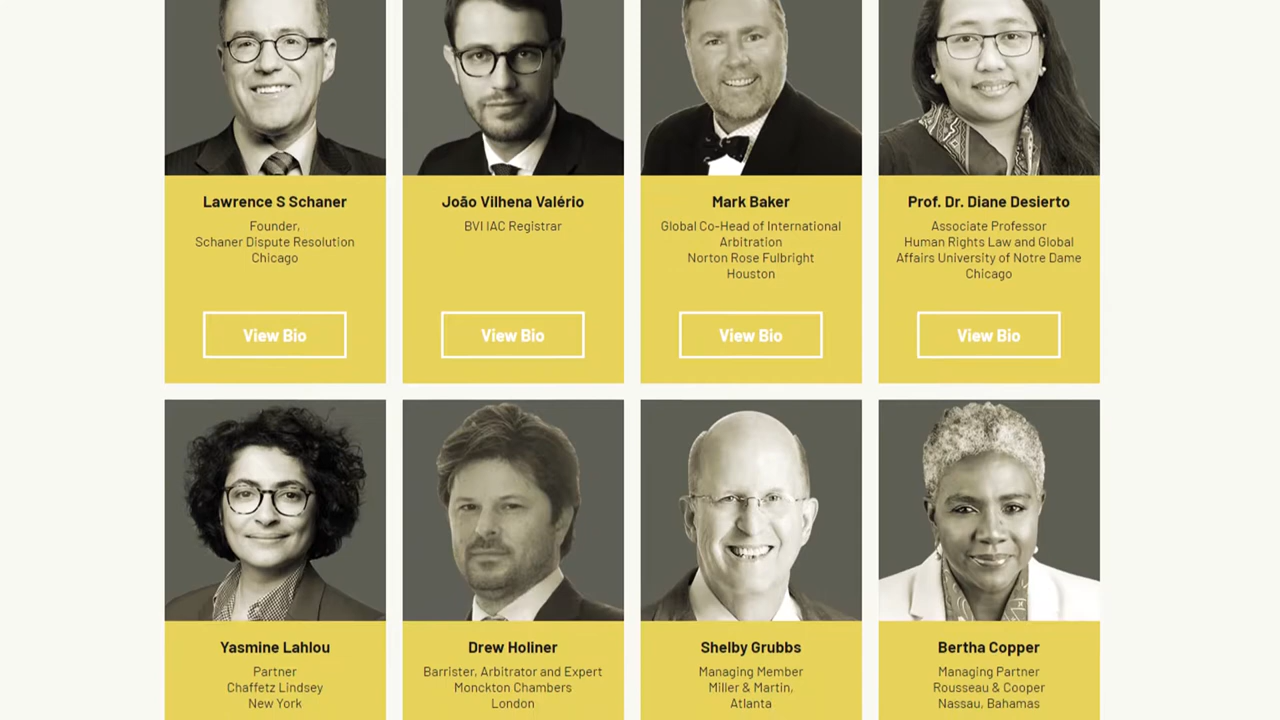 Lawrence S Schaner
Founder,
Schaner Dispute Resolution
Chicago
View Bio
João Vilhena Valério
BVI IAC Registrar
View Bio
Mark Baker
Global Co-Head of International
Arbitration
Norton Rose Fulbright
Houston
View Bio
Prof. Dr. Diane Desierto
Associate Professor
Human Rights Law and Global
Affairs University of Notre Dame
Chicago
View Bio
Yasmine Lahlou
Partner
Chaffetz Lindsey
New York
Drew Holiner
Barrister, Arbitrator and Expert
Monckton Chambers
London
Shelby Grubbs
Managing Member
Miller & Martin,
Atlanta
Bertha Copper
Managing Partner
Rousseau & Cooper
Nassau, Bahamas